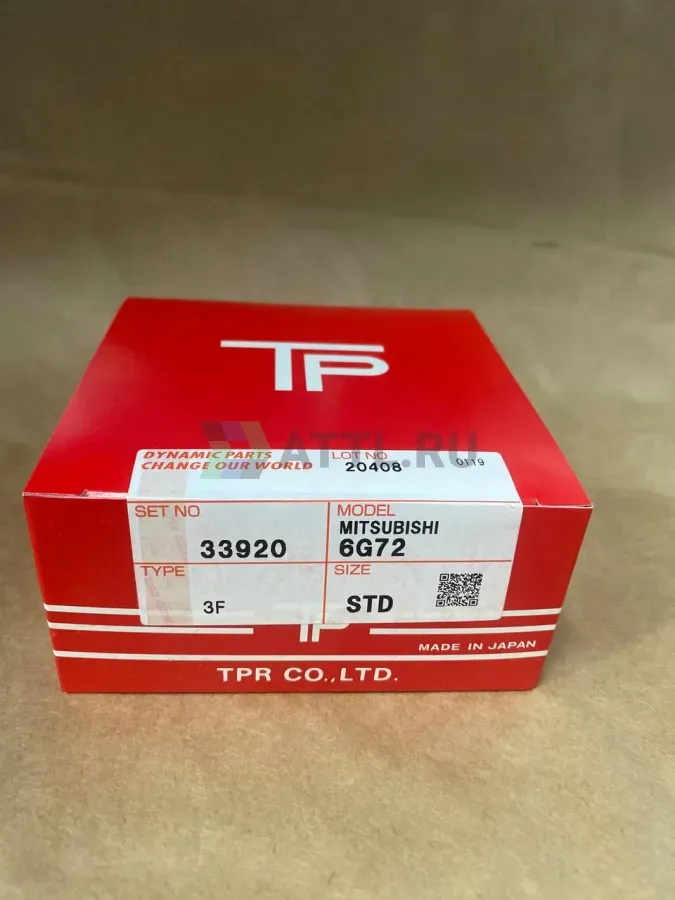 TP
ATTL.RU
DYNAMIC PARTS
CHANGE OUR WORLD
LOT NO.
20408
0119
SET NO
33920
MODEL
MITSUBISHI
6G72
TYPE
3F
SIZE
STD
TP
MADE IN JAPAN
TPR CO.,LTD.